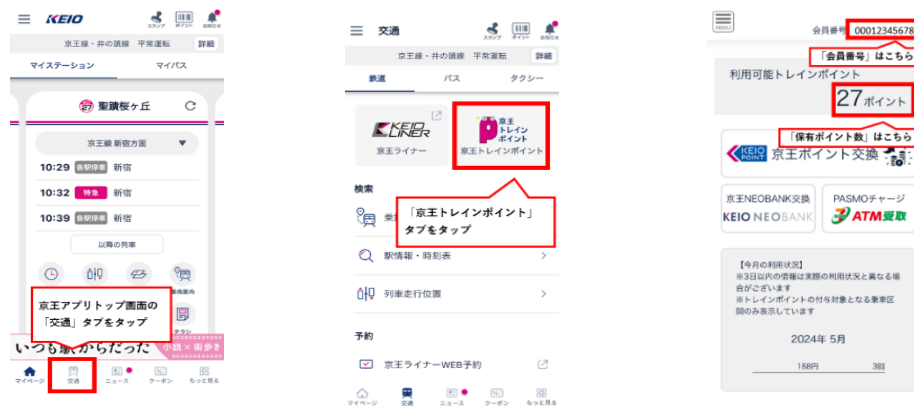 KEIO
スタンプ
ポイント
お知らせ
京王線・井の頭線 平常運転
詳細
マイステーション
マイバス
27 聖蹟桜ヶ丘
京王線 新宿方面 ▼
10:29 各駅停車 新宿
10:32 特急 新宿
10:39 各駅停車 新宿
以降の列車
京王アプリトップ画面の
「交通」タブをタップ
いつも駅からだった
小説×街歩き
マイページ
交通
ニュース
クーポン
もっと見る
交通
スタンプ
ポイント
お知らせ
京王線・井の頭線 平常運転
詳細
鉄道
バス
タクシー
KEIO
LINER
京王ライナー
京王
トレイン
ポイント
京王トレインポイント
検索
「京王トレインポイント」
タブをタップ
駅情報・時刻表
列車走行位置
予約
京王ライナーWEB予約
マイページ
交通
ニュース
クーポン
もっと見る
MENU
会員番号 00012345678
「会員番号」はこちら
利用可能トレインポイント
27ポイント
「保有ポイント数」はこちら
KEIO POINT 京王ポイント交換
京王NEOBANK交換
KEIO NEOBANK
PASMOチャージ
ATM受取
【今月の利用状況】
※3日以内の情報は実際の利用状況と異なる場
合がございます
※トレインポイントの付与対象となる乗車区
間のみ表示しています
2024年 5月
168円
3回